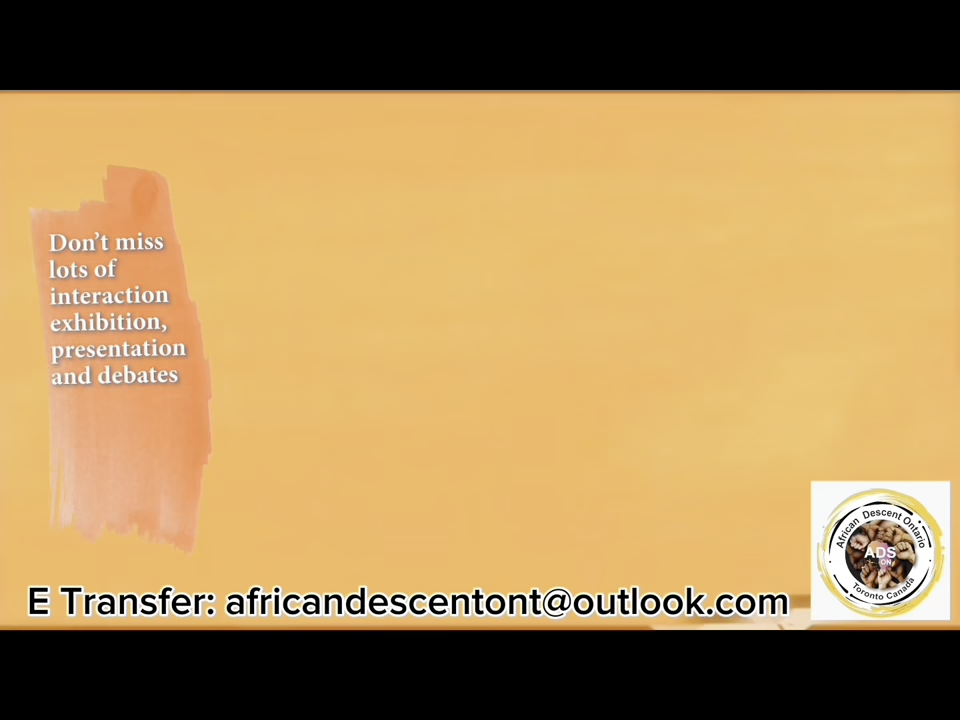 Don't miss
lots of
interaction
exhibition,
presentation
and debates
E Transfer: africandescentont@outlook.com
African Descent Ontario
ADS
ON
Toronto Canada